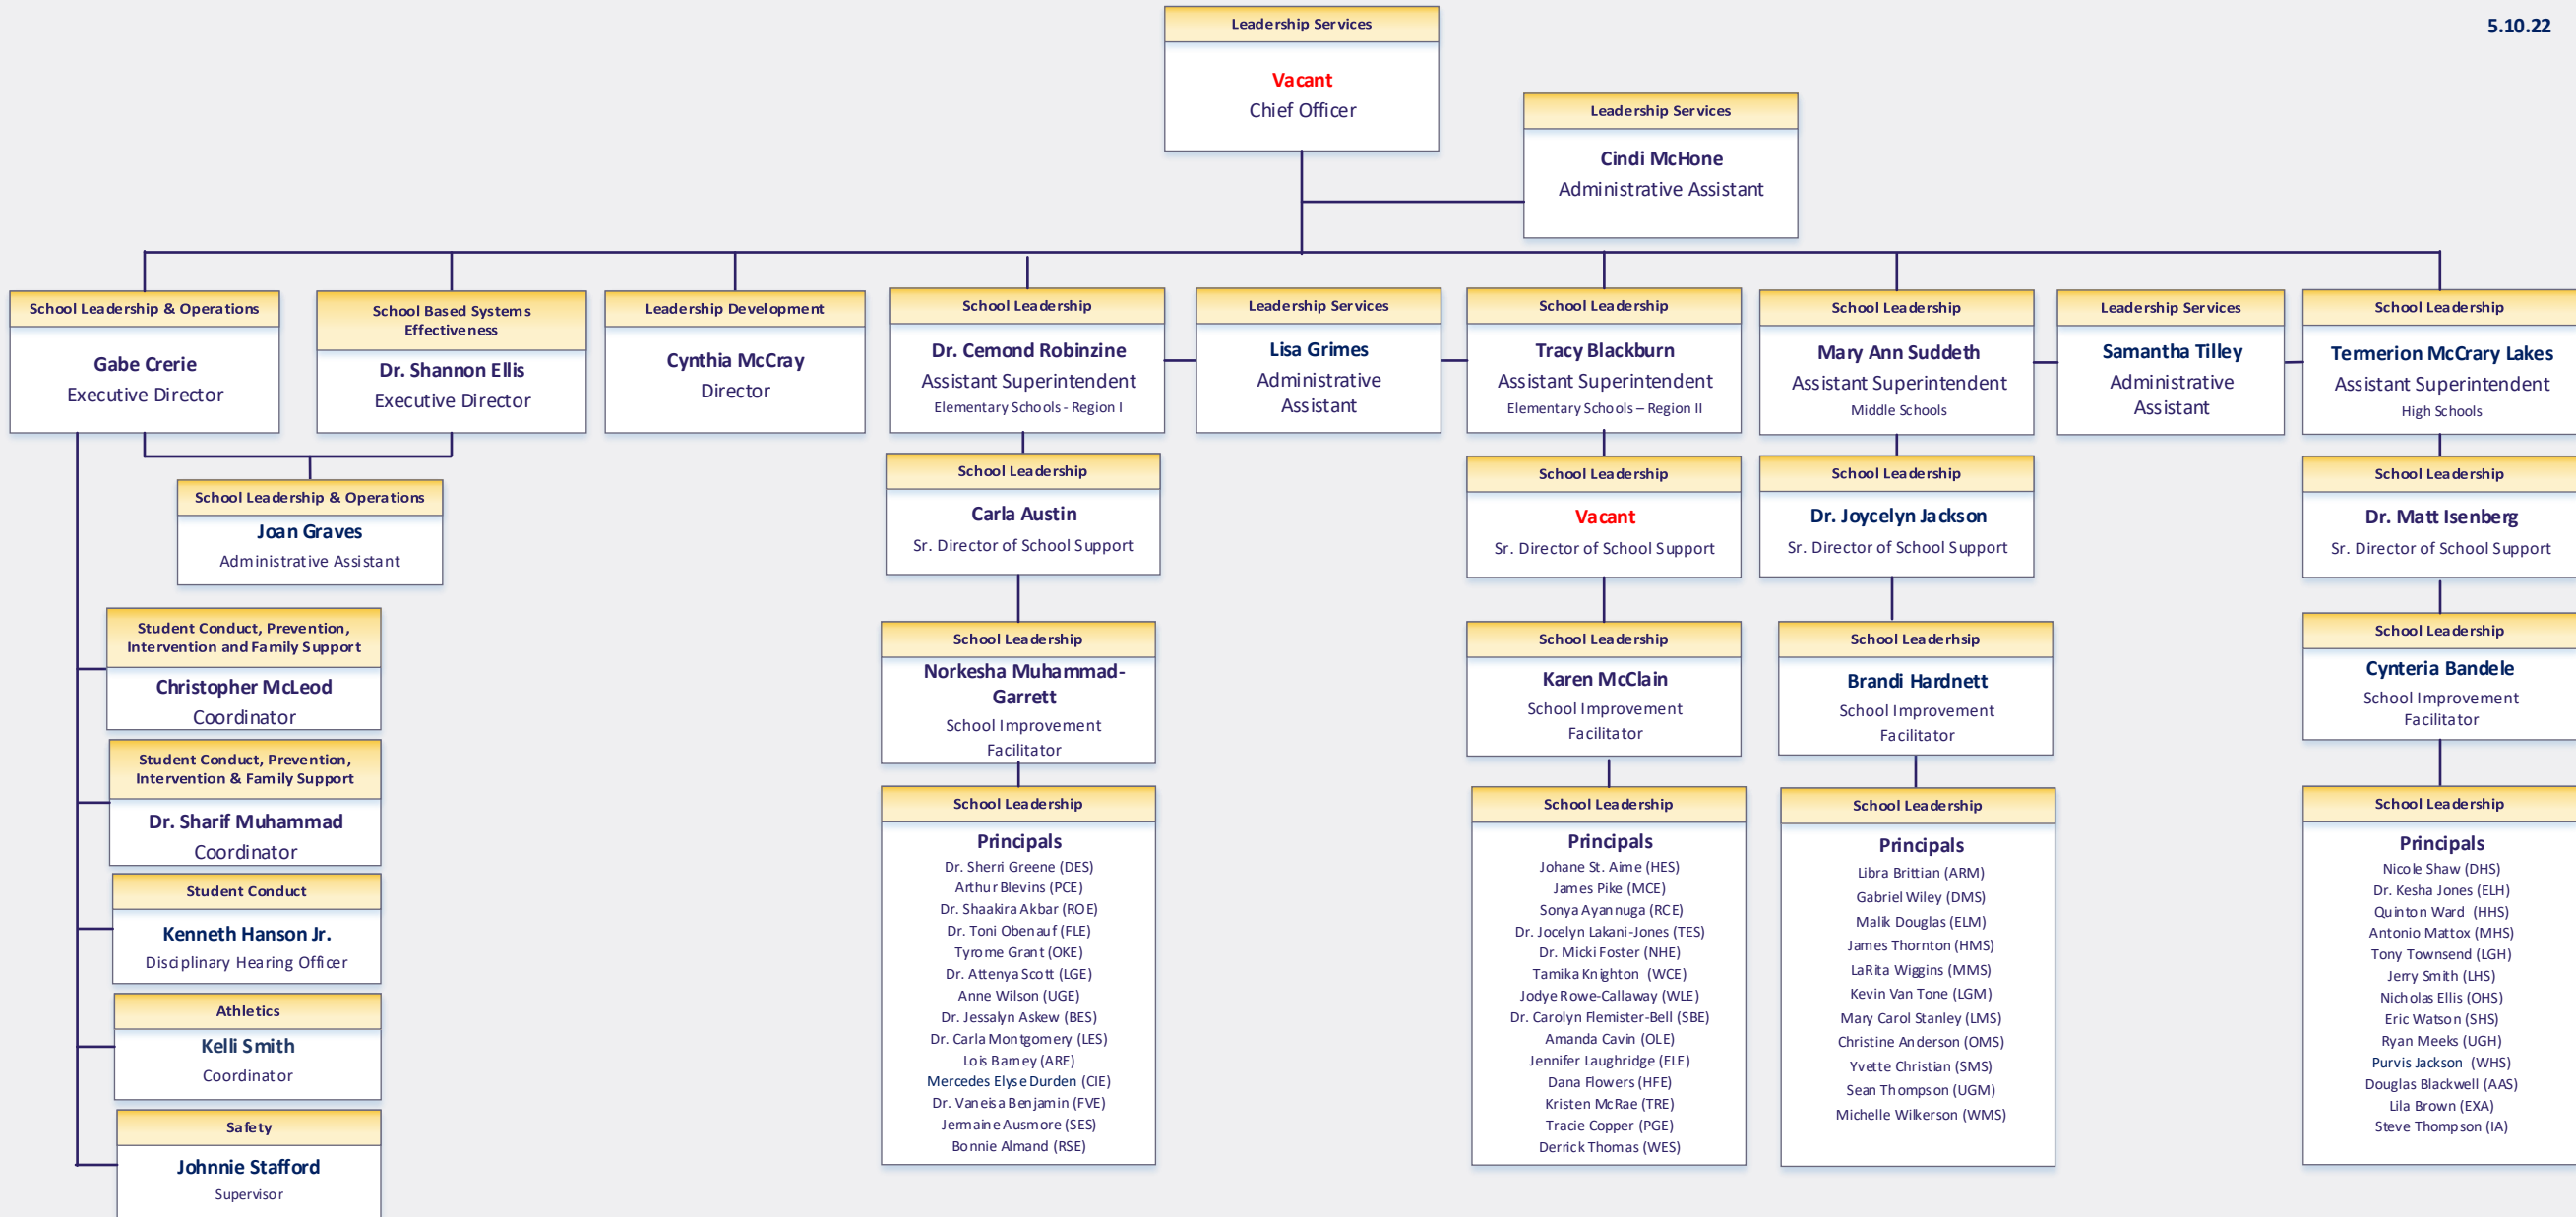 5.10.22
Leadership Services
Vacant
Chief Officer
Leadership Services
Cindi McHone
Administrative Assistant
School Leadership & Operations
Gabe Crerie
Executive Director
School Based Systems
Effectiveness
Dr. Shannon Ellis
Executive Director
Leadership Development
Cynthia McCray
Director
School Leadership
Dr. Cemond Robinzine
Assistant Superintendent
Elementary Schools - Region I
Leadership Services
Lisa Grimes
Administrative
Assistant
School Leadership
Tracy Blackburn
Assistant Superintendent
Elementary Schools – Region II
School Leadership
Mary Ann Suddeth
Assistant Superintendent
Middle Schools
Leadership Services
Samantha Tilley
Administrative
Assistant
School Leadership
Termerion McCrary Lakes
Assistant Superintendent
High Schools
School Leadership & Operations
Joan Graves
Administrative Assistant
Student Conduct, Prevention,
Intervention and Family Support
Christopher McLeod
Coordinator
Student Conduct, Prevention,
Intervention & Family Support
Dr. Sharif Muhammad
Coordinator
Student Conduct
Kenneth Hanson Jr.
Disciplinary Hearing Officer
Athletics
Kelli Smith
Coordinator
Safety
Johnnie Stafford
Supervisor
School Leadership
Carla Austin
Sr. Director of School Support
School Leadership
Norkesha Muhammad-
Garrett
School Improvement
Facilitator
School Leadership
Principals
Dr. Sherri Greene (DES)
Arthur Blevins (PCE)
Dr. Shaakira Akbar (ROE)
Dr. Toni Obenauf (FLE)
Tyrome Grant (OKE)
Dr. Attenya Scott (LGE)
Anne Wilson (UGE)
Dr. Jessalyn Askew (BES)
Dr. Carla Montgomery (LES)
Lois Barney (ARE)
Mercedes Elyse Durden (CIE)
Dr. Vaneisa Benjamin (FVE)
Jermaine Ausmore (SES)
Bonnie Almand (RSE)
School Leadership
Vacant
Sr. Director of School Support
School Leadership
Karen McClain
School Improvement
Facilitator
School Leadership
Principals
Johane St. Aime (HES)
James Pike (MCE)
Sonya Ayannuga (RCE)
Dr. Jocelyn Lakani-Jones (TES)
Dr. Micki Foster (NHE)
Tamika Knighton (WCE)
Jodye Rowe-Callaway (WLE)
Dr. Carolyn Flemister-Bell (SBE)
Amanda Cavin (OLE)
Jennifer Laughridge (ELE)
Dana Flowers (HFE)
Kristen McRae (TRE)
Tracie Copper (PGE)
Derrick Thomas (WES)
School Leadership
Dr. Joycelyn Jackson
Sr. Director of School Support
School Leaderhsip
Brandi Hardnett
School Improvement
Facilitator
School Leadership
Principals
Libra Brittian (ARM)
Gabriel Wiley (DMS)
Malik Douglas (ELM)
James Thornton (HMS)
LaRita Wiggins (MMS)
Kevin Van Tone (LGM)
Mary Carol Stanley (LMS)
Christine Anderson (OMS)
Yvette Christian (SMS)
Sean Thompson (UGM)
Michelle Wilkerson (WMS)
School Leadership
Dr. Matt Isenberg
Sr. Director of School Support
School Leadership
Cynteria Bandele
School Improvement
Facilitator
School Leadership
Principals
Nicole Shaw (DHS)
Dr. Kesha Jones (ELH)
Quinton Ward (HHS)
Antonio Mattox (MHS)
Tony Townsend (LGH)
Jerry Smith (LHS)
Nicholas Ellis (OHS)
Eric Watson (SHS)
Ryan Meeks (UGH)
Purvis Jackson (WHS)
Douglas Blackwell (AAS)
Lila Brown (EXA)
Steve Thompson (IA)